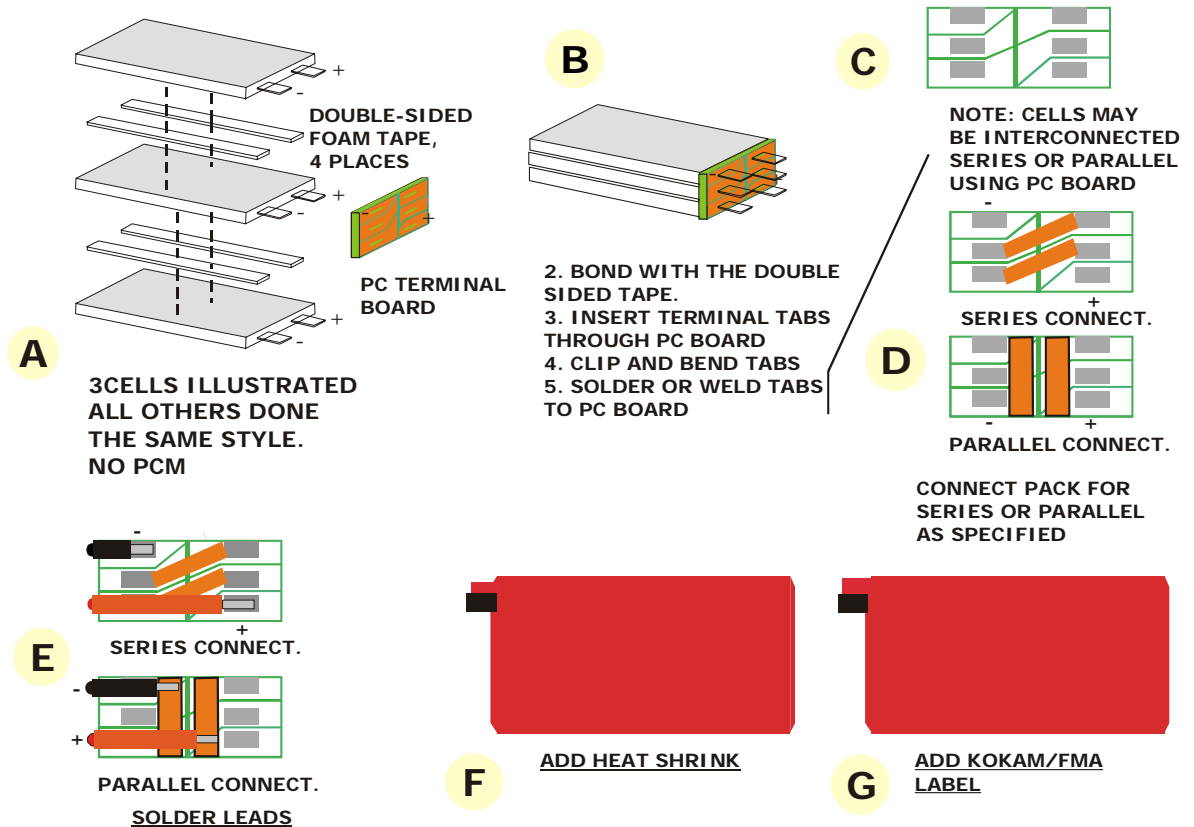 A
+
-
DOUBLE-SIDED
FOAM TAPE,
4 PLACES
+
-
-
+
PC TERMINAL
BOARD
+
-
3CELLS ILLUSTRATED
ALL OTHERS DONE
THE SAME STYLE.
NO PCM
B
-
2. BOND WITH THE DOUBLE
SIDED TAPE.
3. INSERT TERMINAL TABS
THROUGH PC BOARD
4. CLIP AND BEND TABS
5. SOLDER OR WELD TABS
TO PC BOARD
C
NOTE: CELLS MAY
BE INTERCONNECTED
SERIES OR PARALLEL
USING PC BOARD
D
-
+
SERIES CONNECT.
- +
PARALLEL CONNECT.
CONNECT PACK FOR
SERIES OR PARALLEL
AS SPECIFIED
E
-
+
SERIES CONNECT.
-
+
PARALLEL CONNECT.
SOLDER LEADS
F
ADD HEAT SHRINK
G
ADD KOKAM/FMA
LABEL